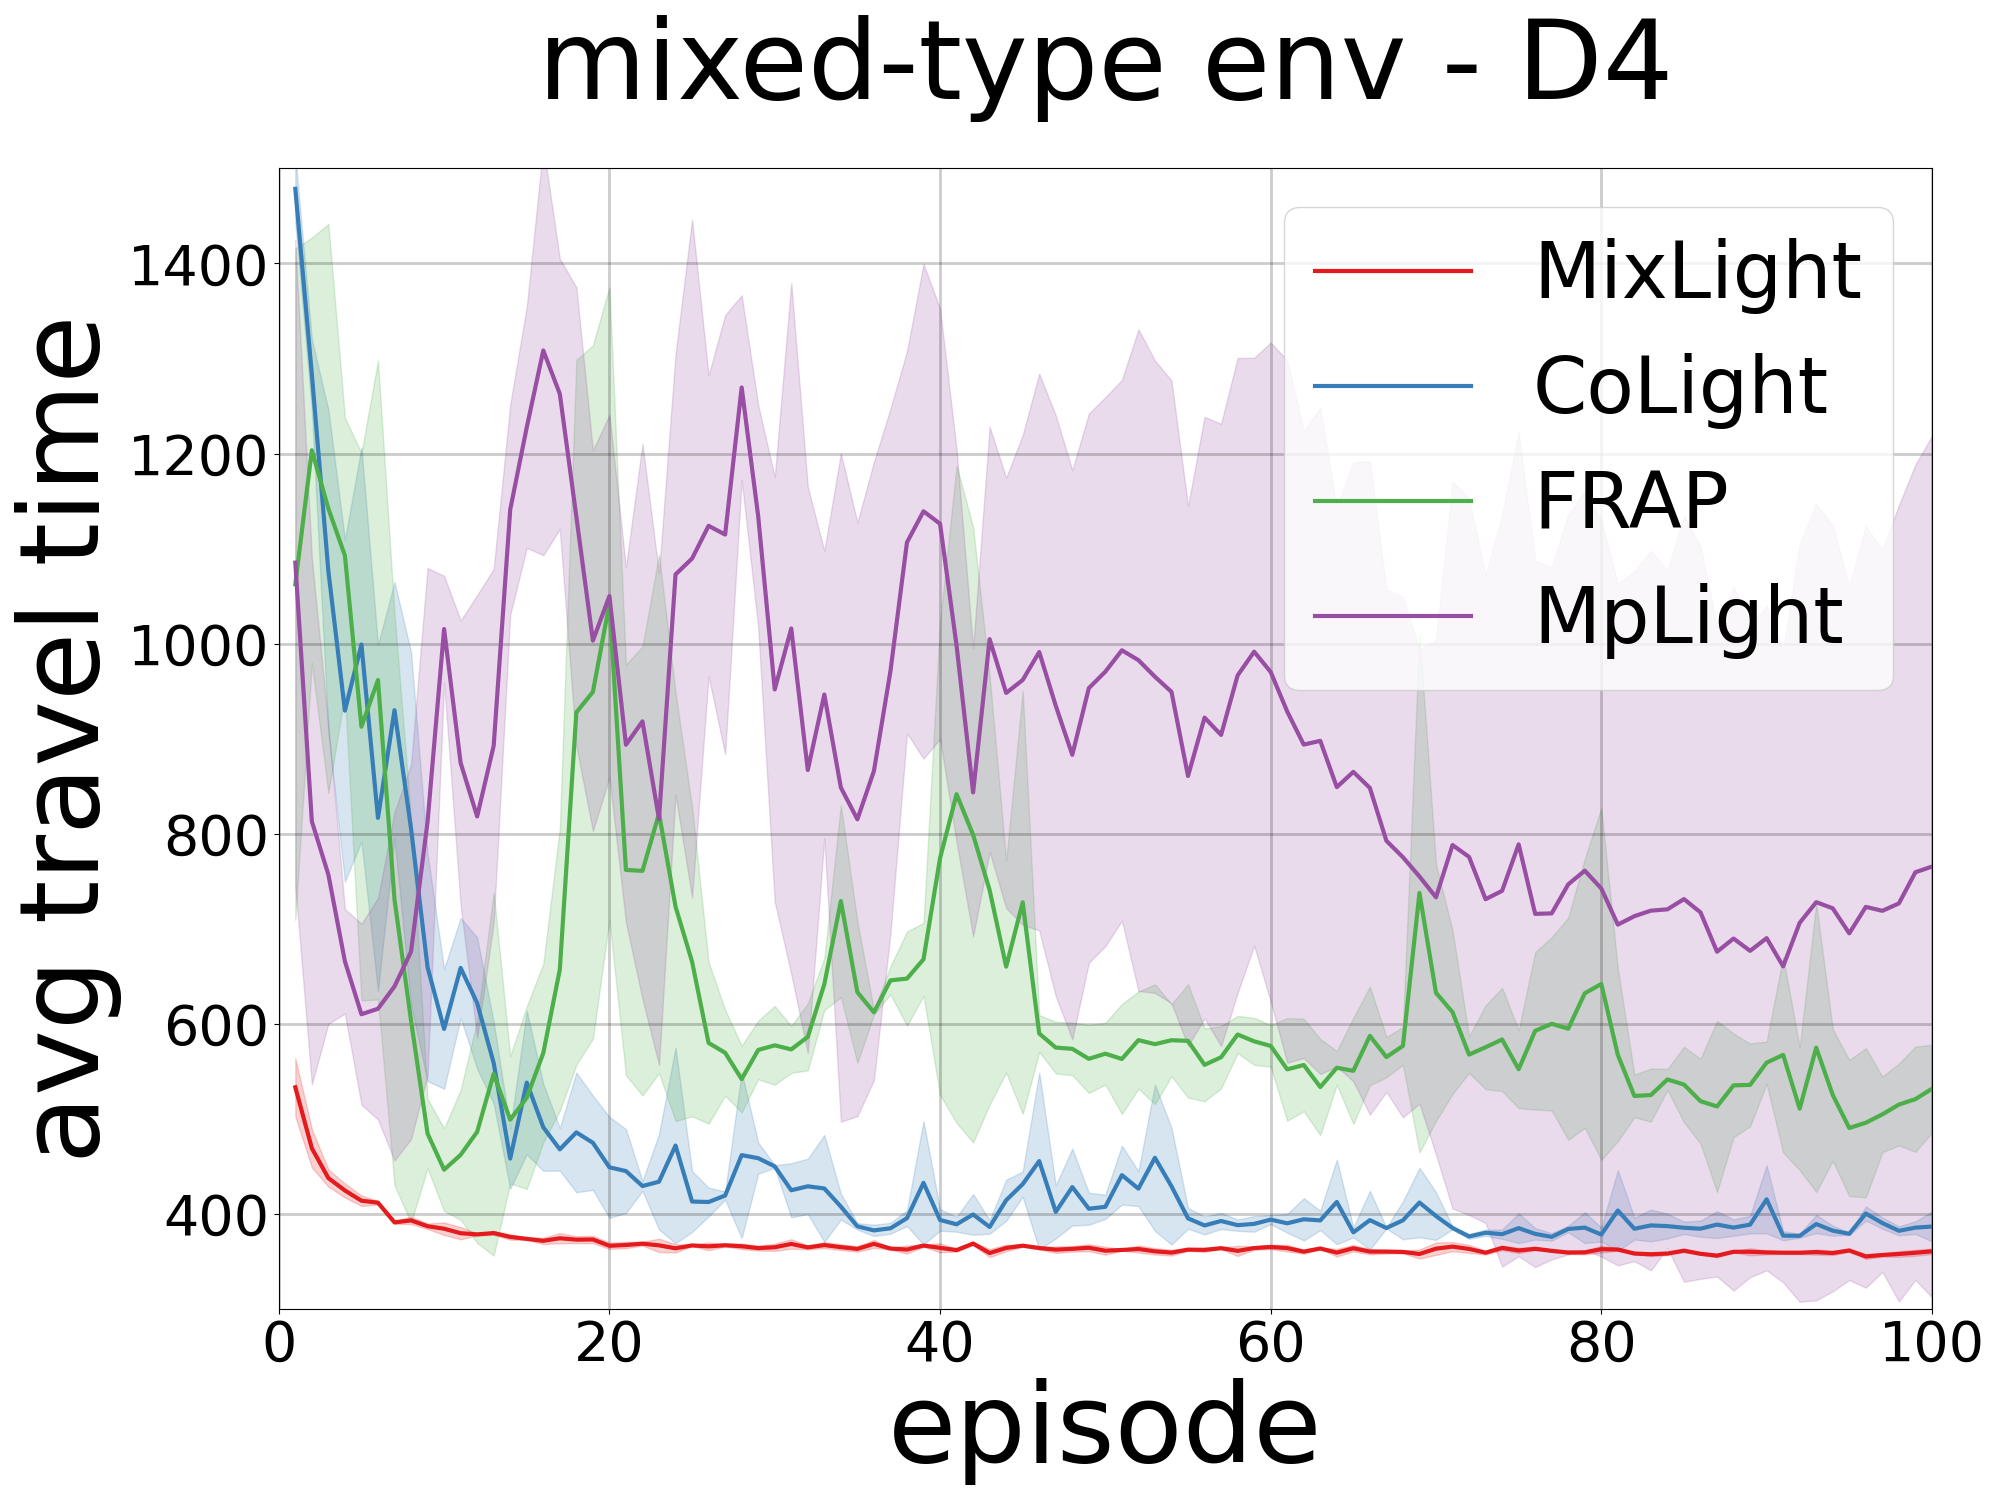 mixed-type env - D4
avg travel time
1400
1200
1000
800
600
400
MixLight
CoLight
FRAP
MpLight
0 20 40 60 80 100
episode